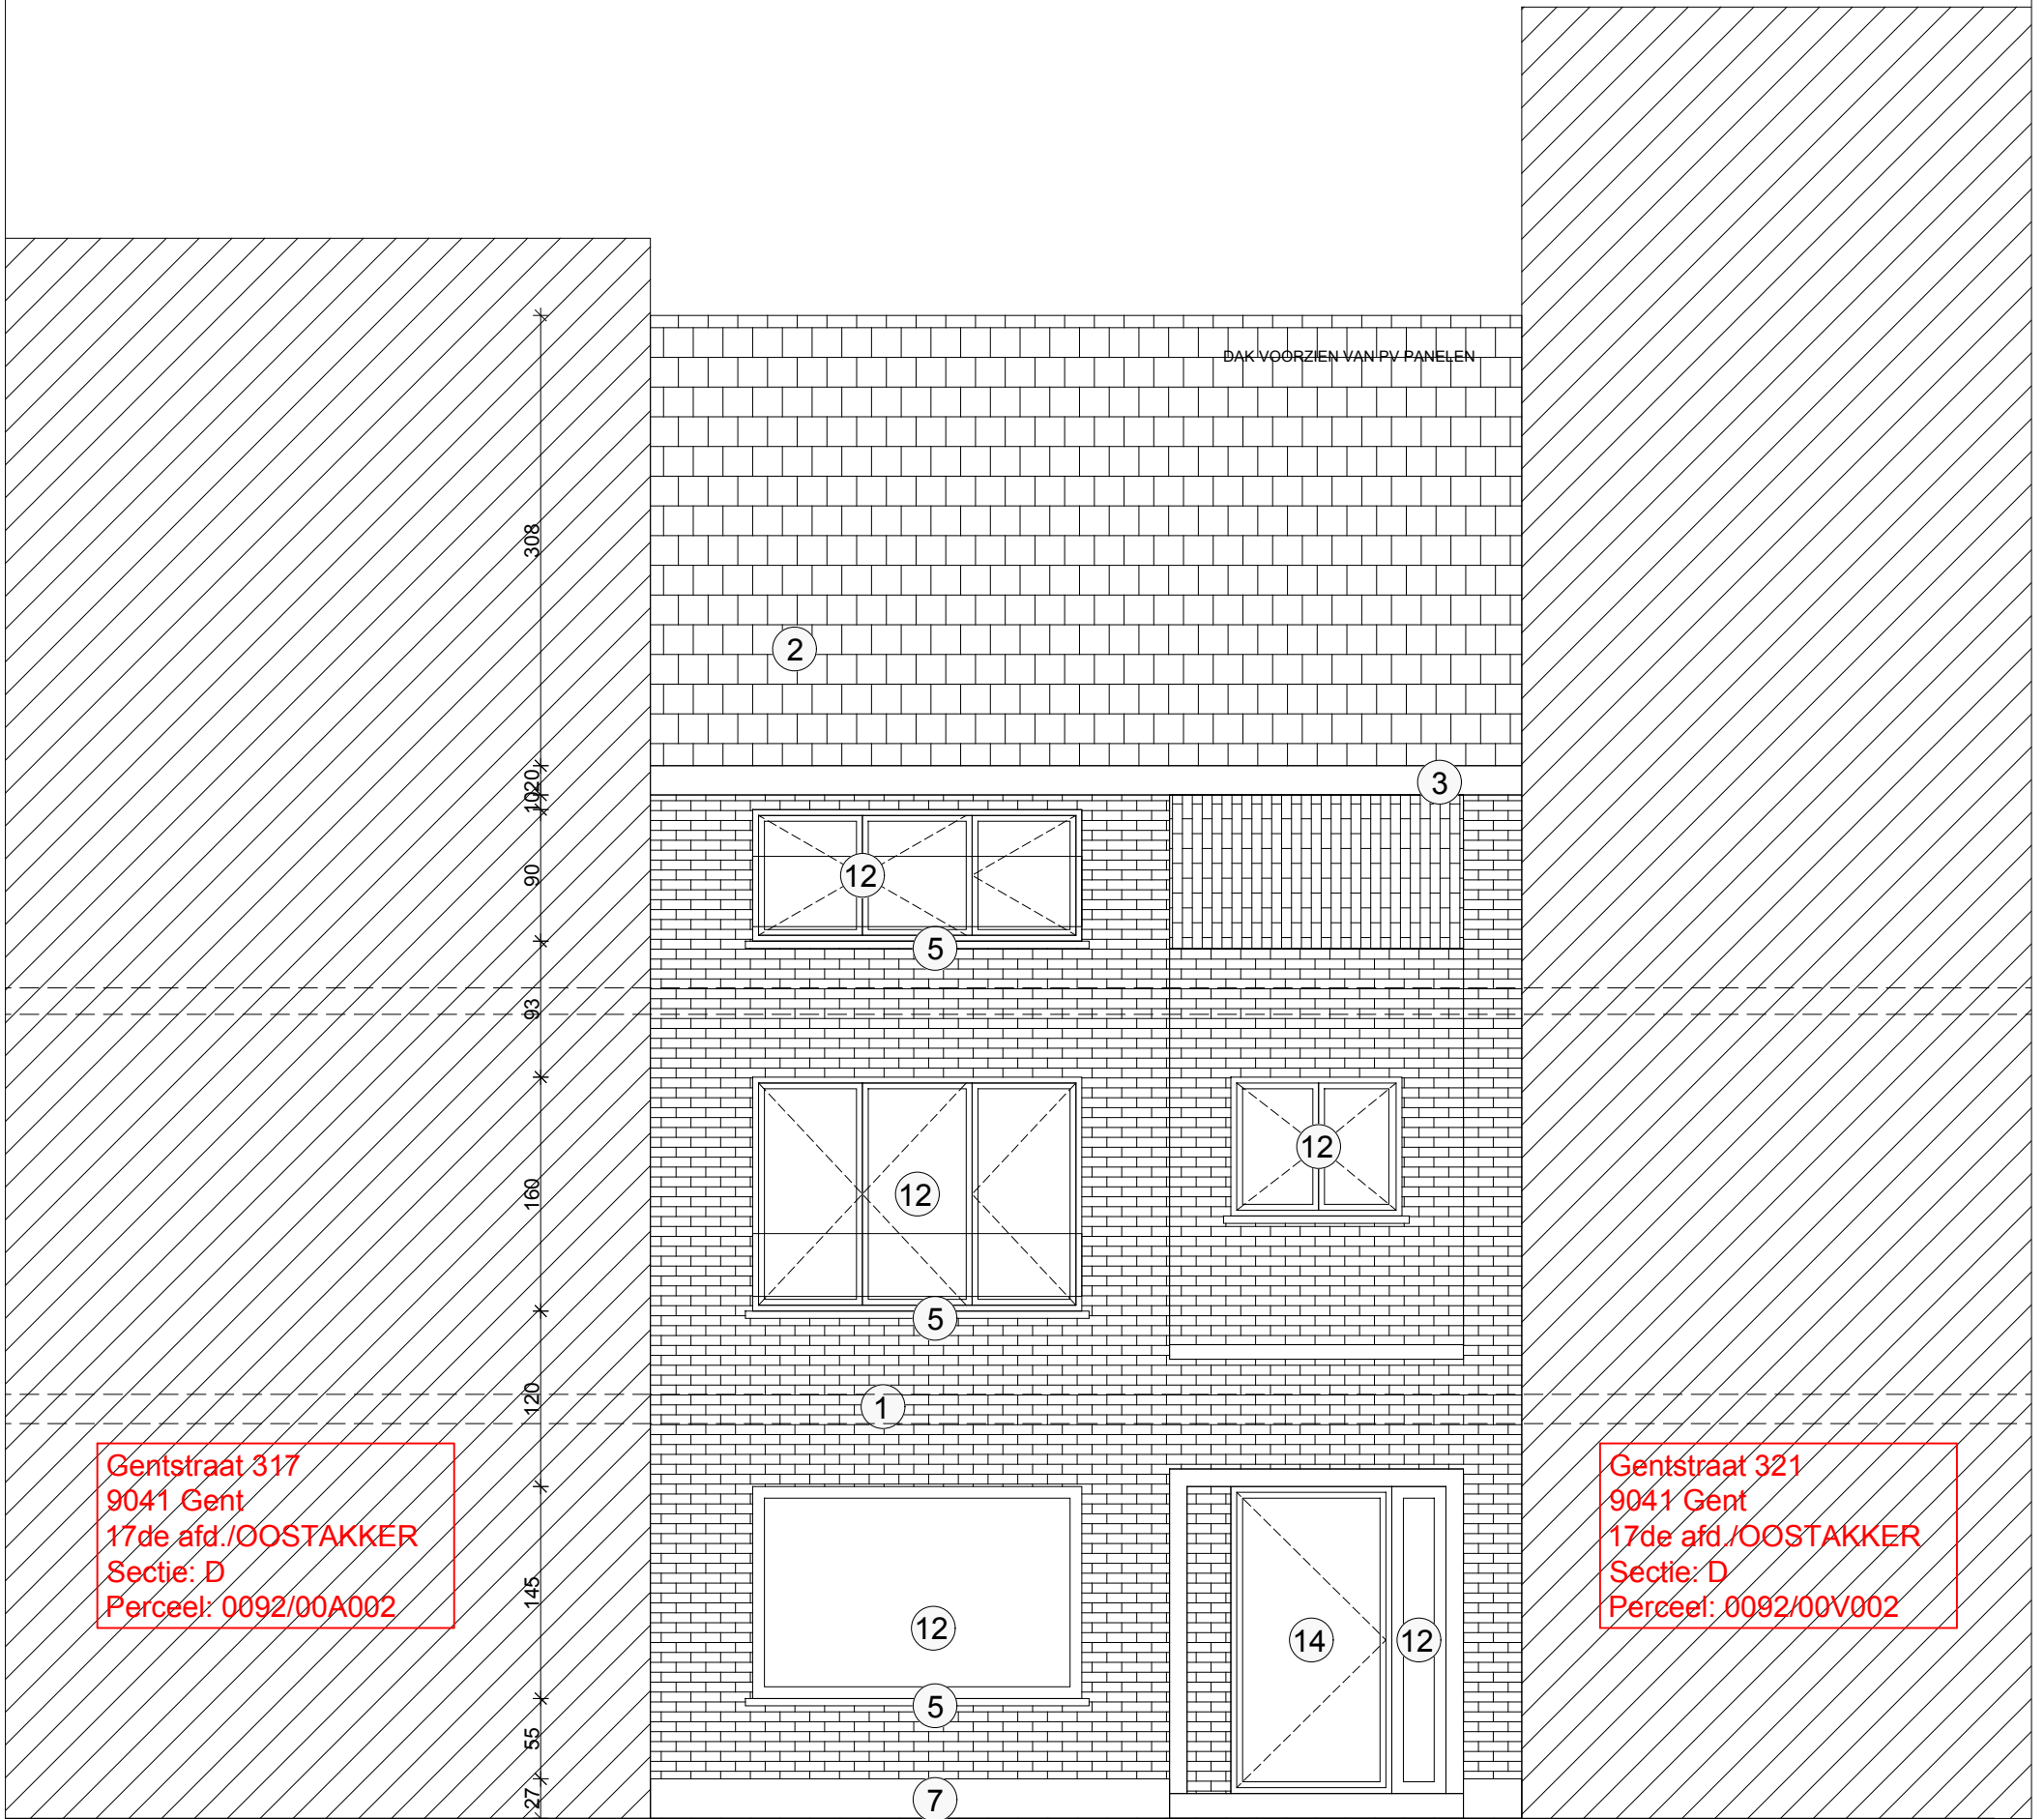 DAK VOORZIEN VAN PV PANELEN
308
2
20
3
10
90
12
5
93
12
160
12
5
120
1
Gentstraat 317
9041 Gent
17de afd./OOSTAKKER
Sectie: D
Perceel: 0092/00A002
Gentstraat 321
9041 Gent
17de afd./OOSTAKKER
Sectie: D
Perceel: 0092/00V002
145
12
14
12
5
55
27
7